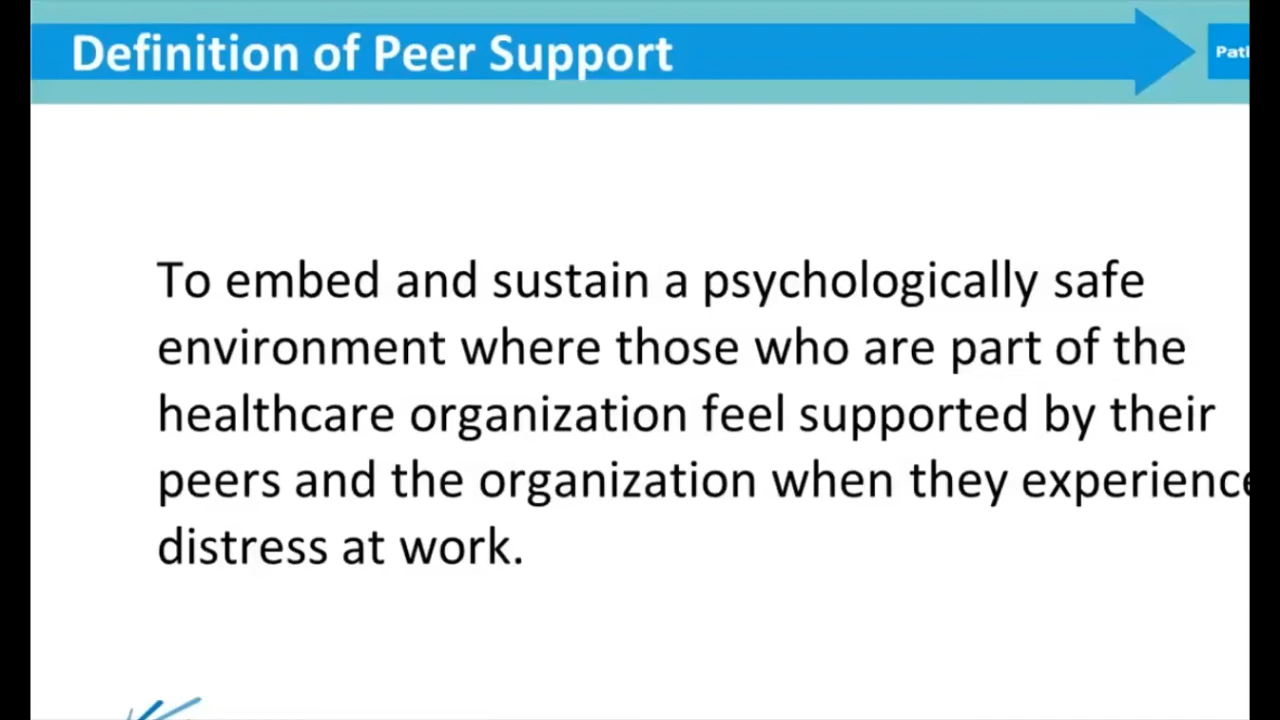 Definition of Peer Support
Pati
To embed and sustain a psychologically safe
environment where those who are part of the
healthcare organization feel supported by their
peers and the organization when they experience
distress at work.